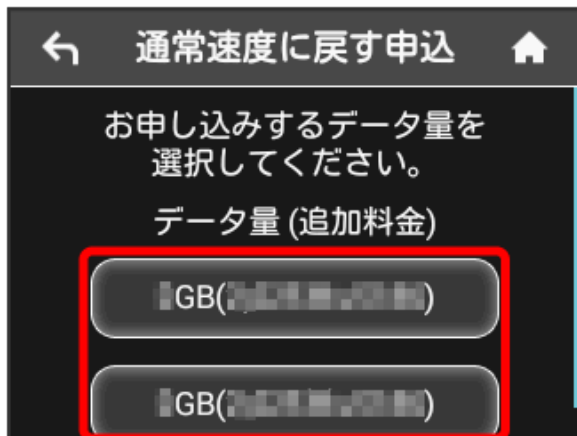 通常速度に戻す申込
お申し込みするデータ量を
選択してください。
データ量 (追加料金)
GB( )
GB( )